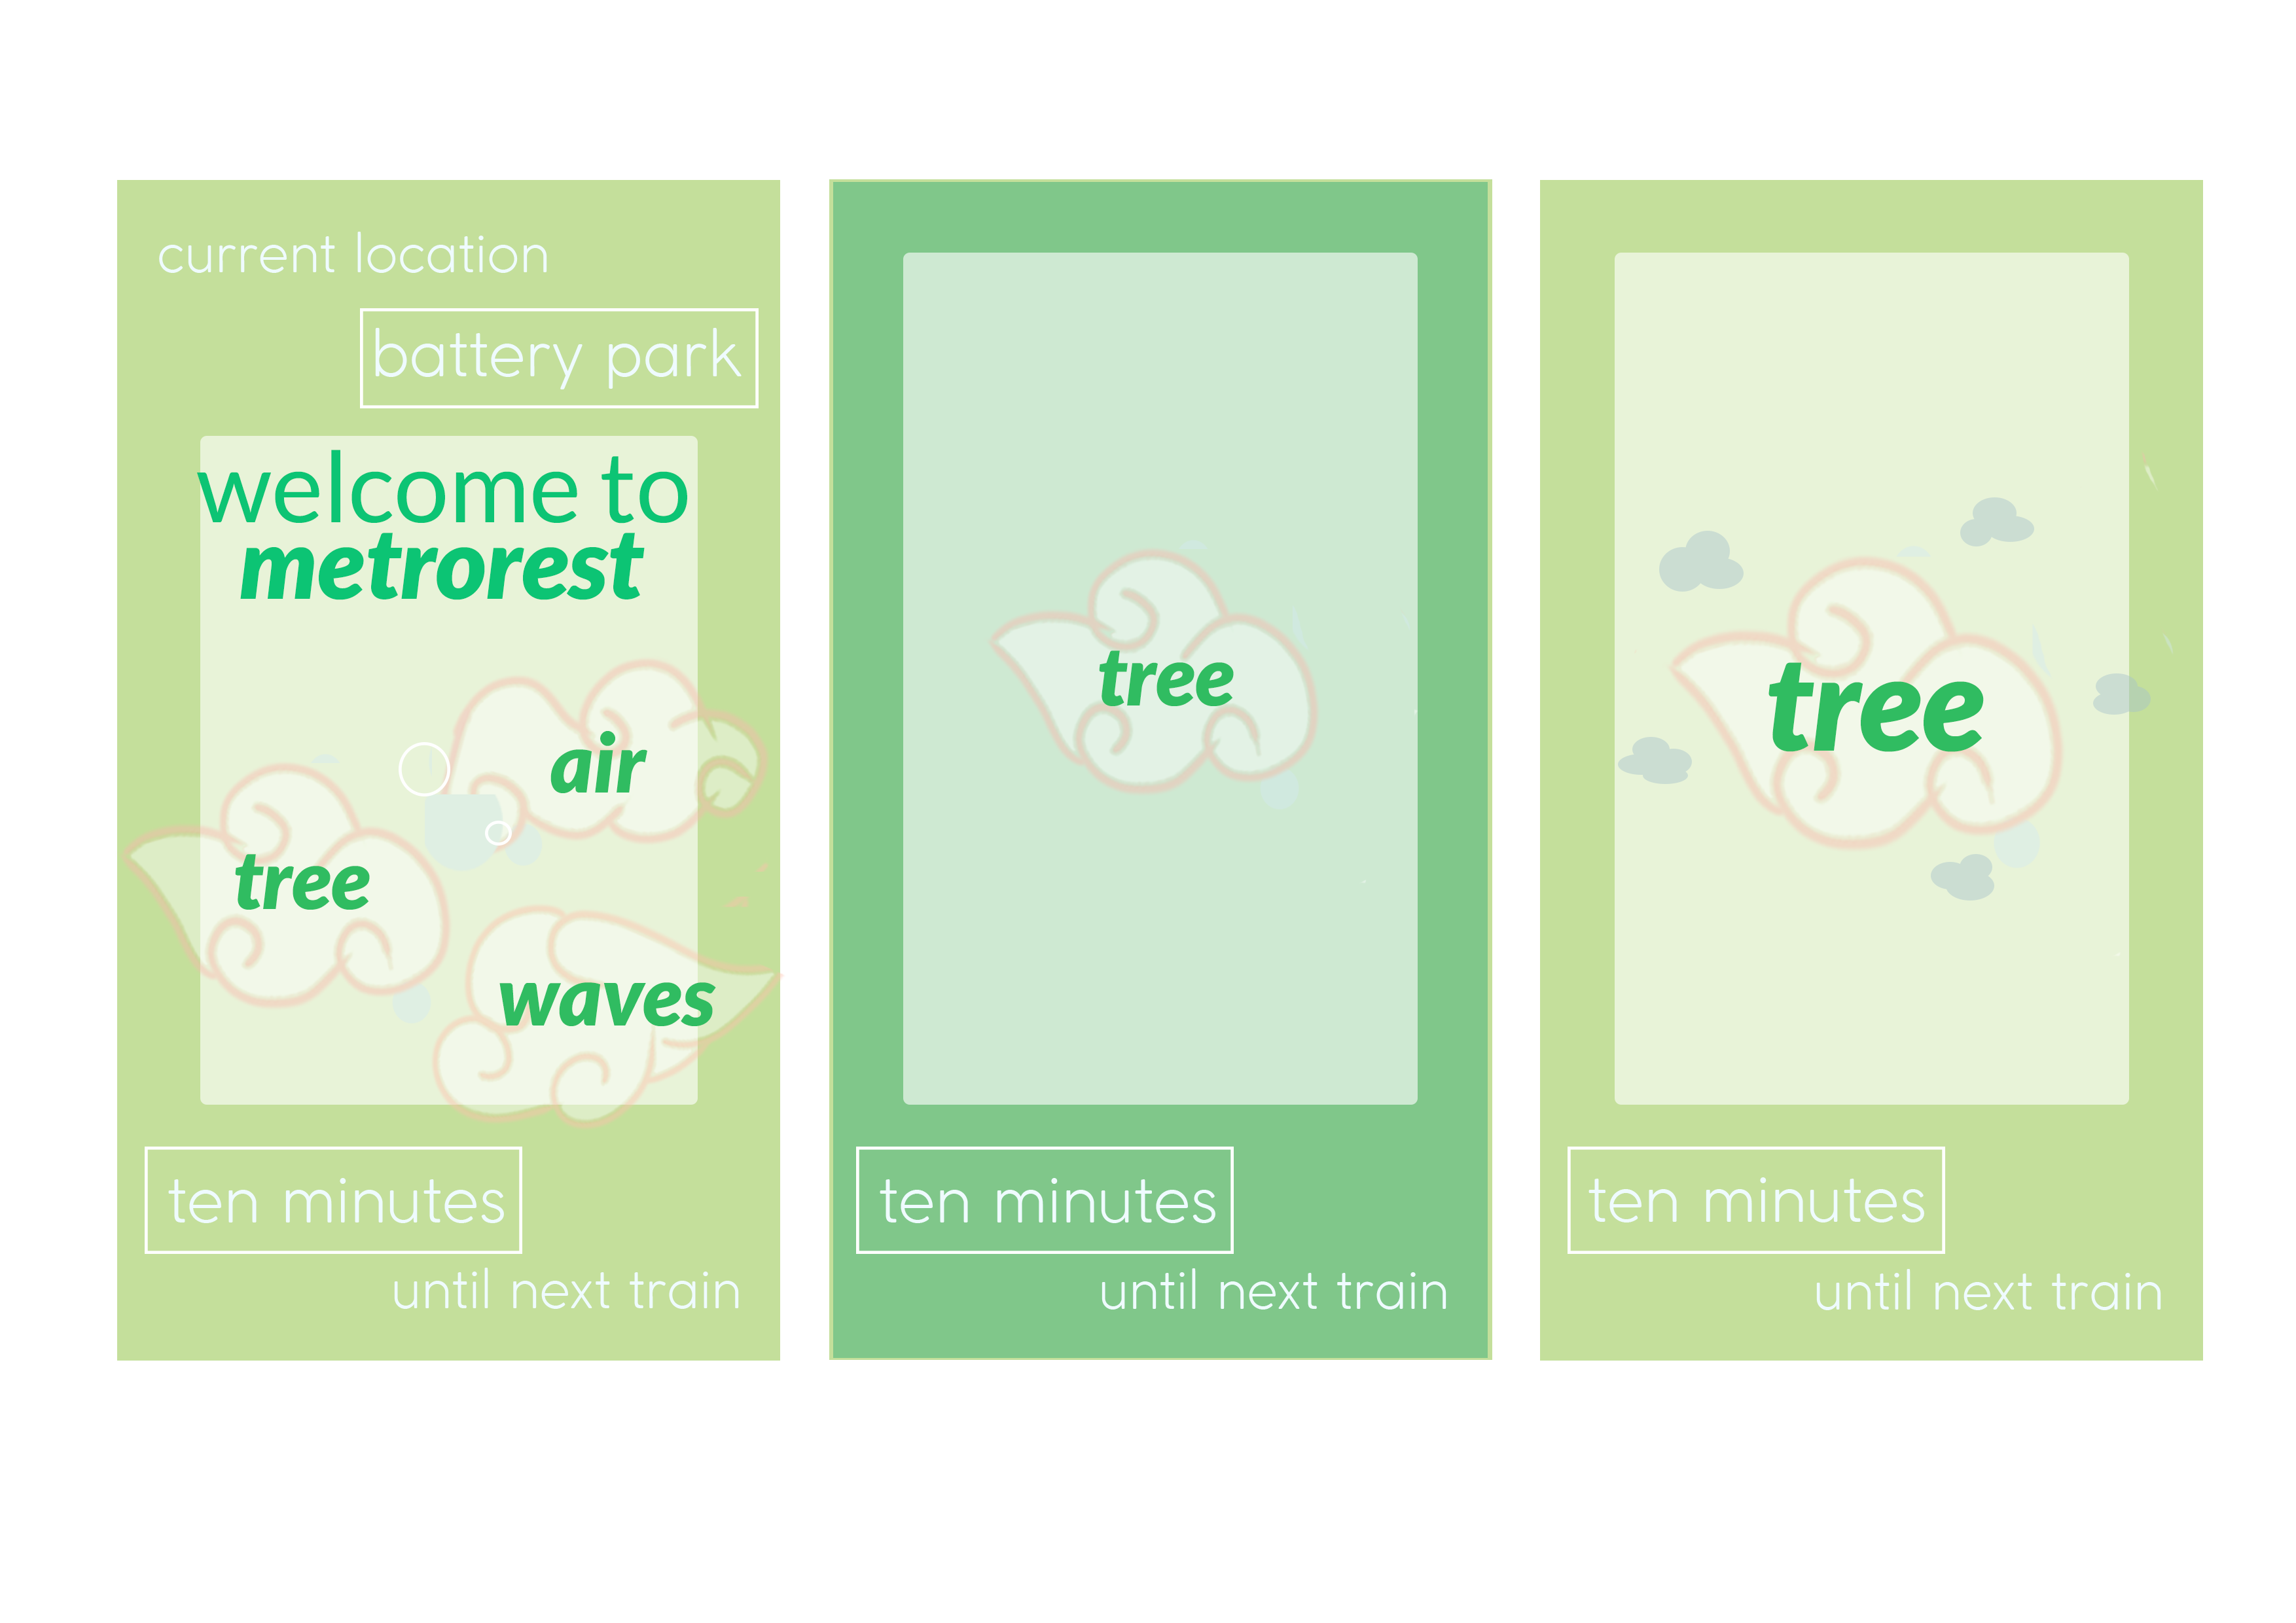 current location
battery park
welcome to
metrorest
air
tree
waves
ten minutes
until next train
tree
ten minutes
until next train
tree
ten minutes
until next train